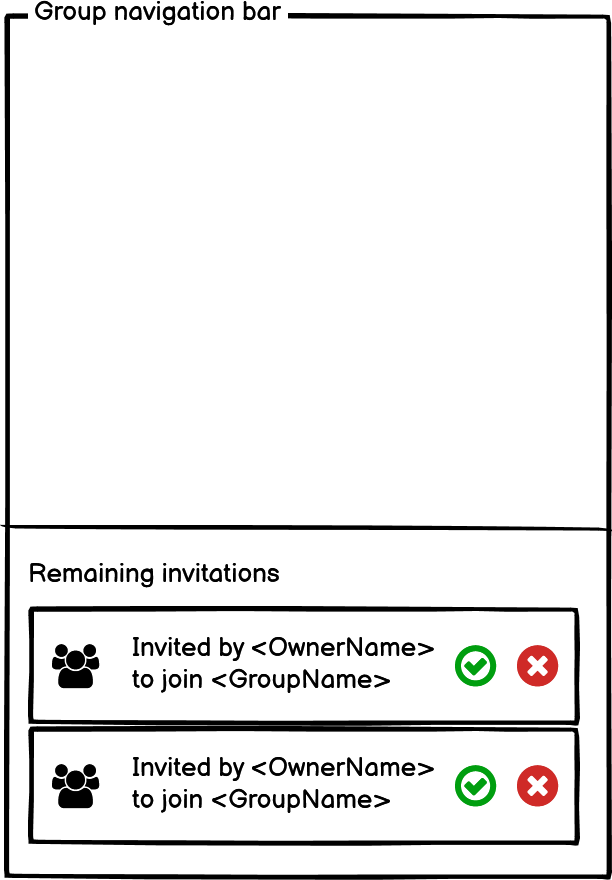 Group navigation bar
Remaining invitations
Invited by <OwnerName>
to join <GroupName>
Invited by <OwnerName>
to join <GroupName>